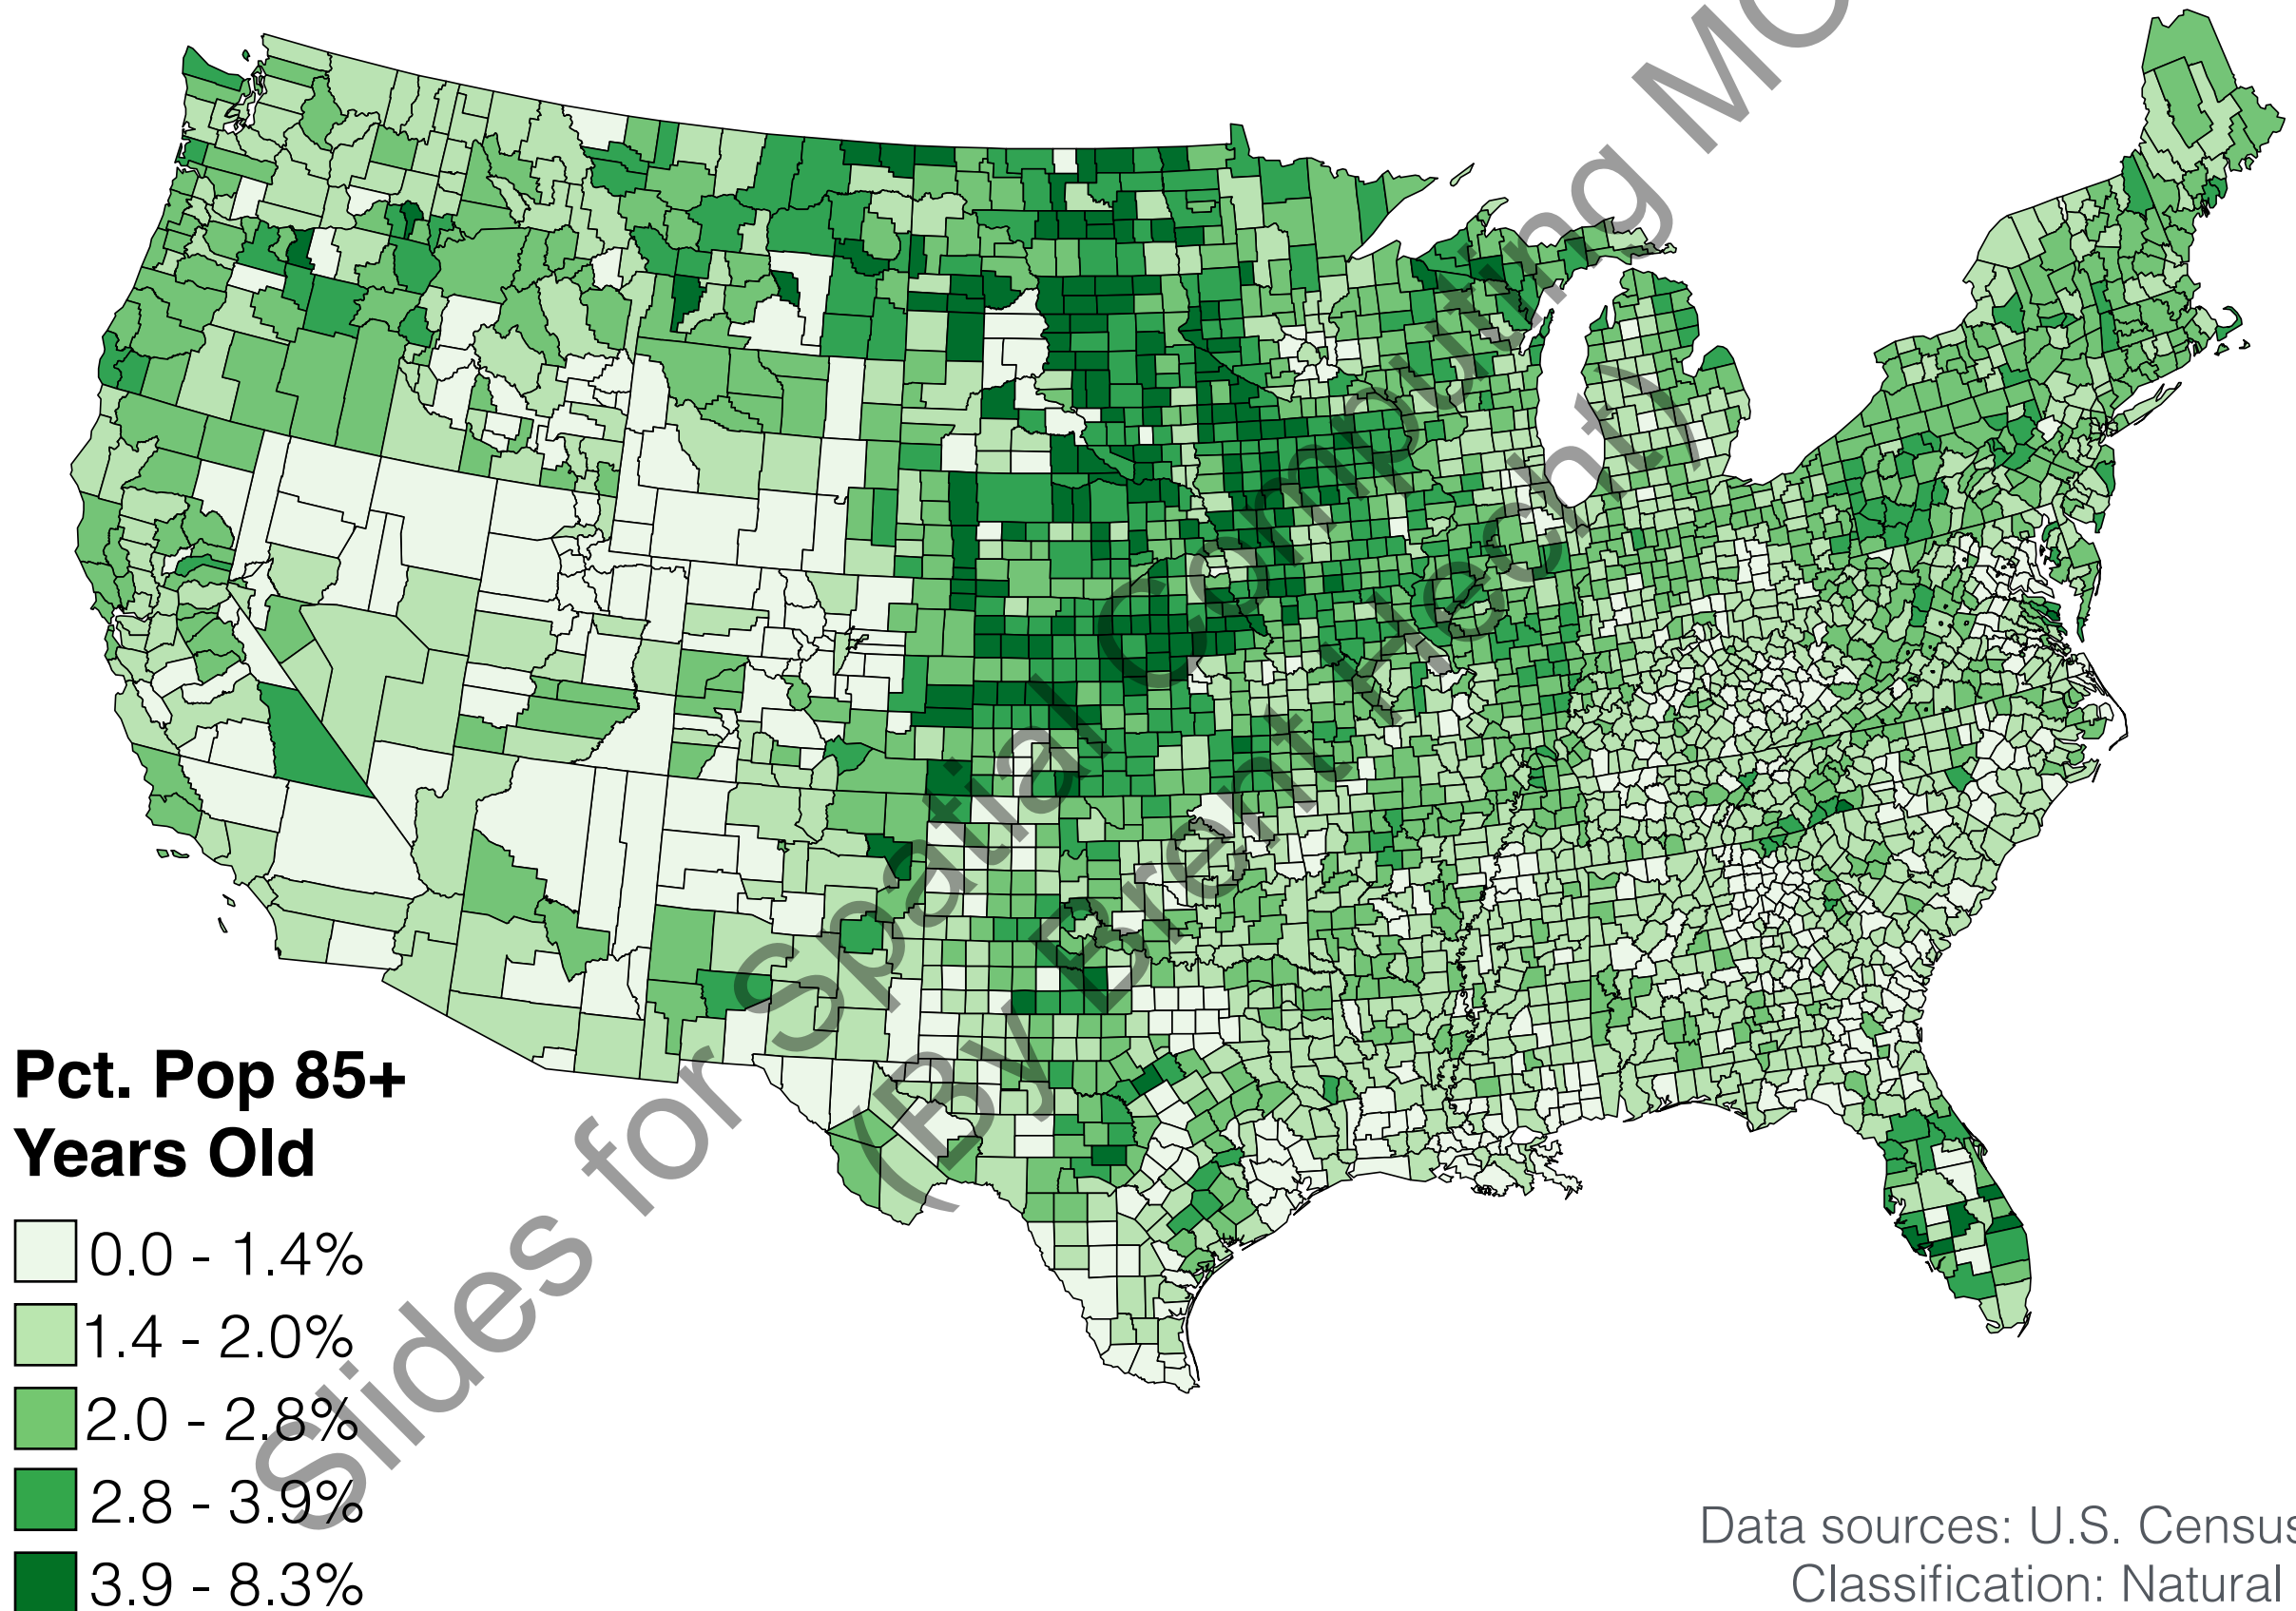 Slides for Spatial Computing MO
(By Brent Hecht)
Pct. Pop 85+
Years Old
0.0 - 1.4%
1.4 - 2.0%
2.0 - 2.8%
2.8 - 3.9%
3.9 - 8.3%
Data sources: U.S. Census
Classification: Natural